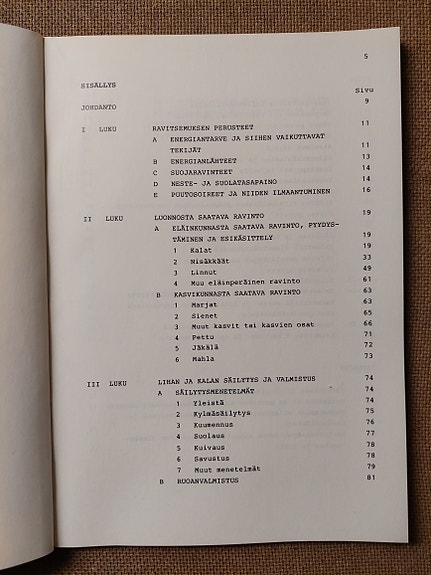 5
SISÄLLYS
Sivu
JOHDANTO 9
I LUKU RAVITSEMUKSEN PERUSTEET 11
A ENERGIANTARVE JA SIIHEN VAIKUTTAVAT
TEKIJÄT 11
B ENERGIANLÄHTEET 13
C SUOJARAVINTEET 14
D NESTE- JA SUOLATASAPAINO 14
E PUUTOSOIREET JA NIIDEN ILMAANTUMINEN 16
II LUKU LUONNOSTA SAATAVA RAVINTO 19
A ELÄINKUNNASTA SAATAVA RAVINTO, PYYDYS-
TÄMINEN JA ESIKÄSITTELY 19
1 Kalat 19
2 Nisäkkäät 33
3 Linnut 49
4 Muu eläinperäinen ravinto 61
B KASVIKUNNASTA SAATAVA RAVINTO 63
1 Marjat 63
2 Sienet 65
3 Muut kasvit tai kasvien osat 66
4 Pettu 71
5 Jäkälä 72
6 Mahla 73
III LUKU LIHAN JA KALAN SÄILYTYS JA VALMISTUS 74
A SÄILYTYSMENETELMÄT 74
1 Yleistä 74
2 Kylmäsäilytys 75
3 Kuumennus 76
4 Suolaus 77
5 Kuivaus 78
6 Savustus 78
7 Muut menetelmät 79
B RUOANVALMISTUS 81